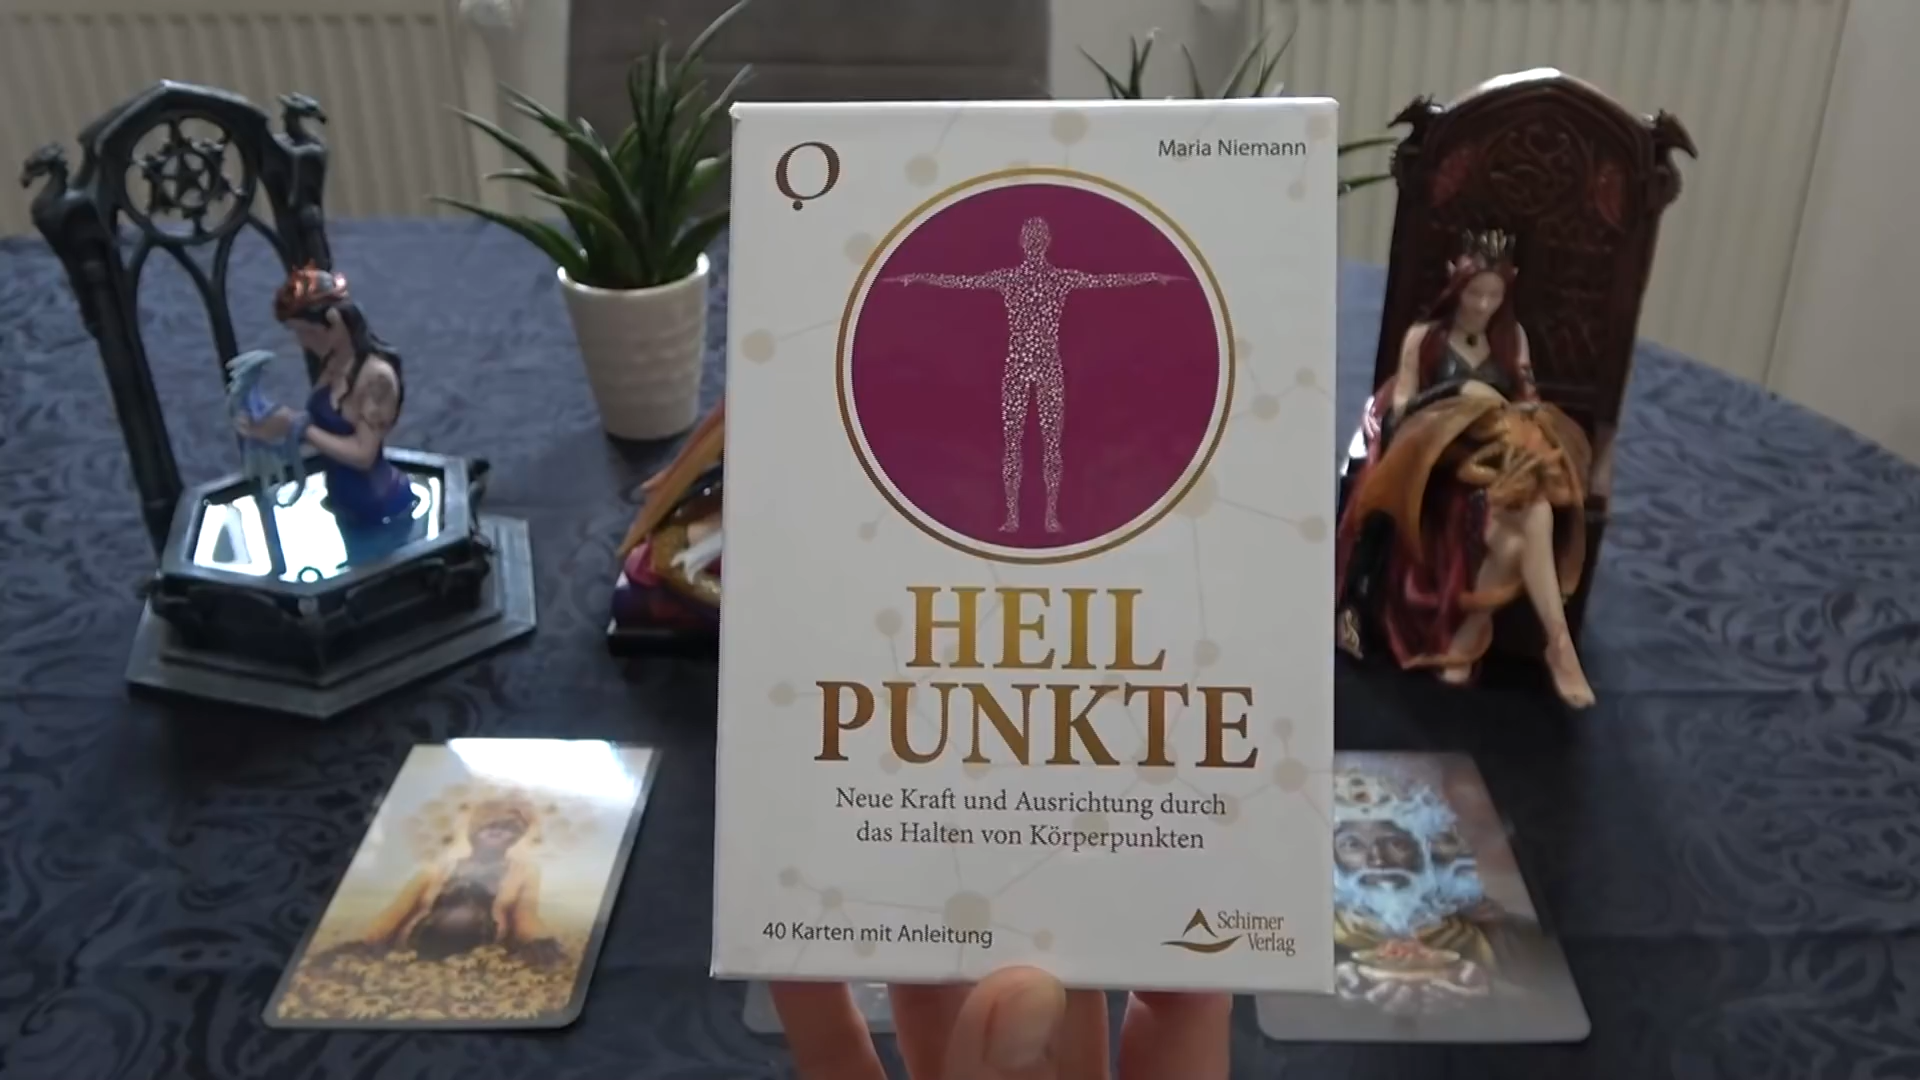 Maria Niemann
HEIL
PUNKTE
Neue Kraft und Ausrichtung durch
das Halten von Körperpunkten
40 Karten mit Anleitung
Schirner
Verlag